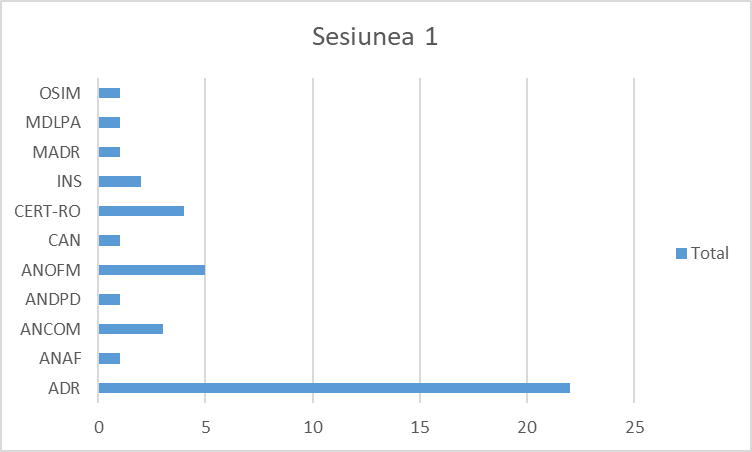 Sesiunea 1
OSIM
MDLPA
MADR
INS
CERT-RO
CAN
ANOFM
ANDPD
ANCOM
ANAF
ADR
0 5 10 15 20 25
Total